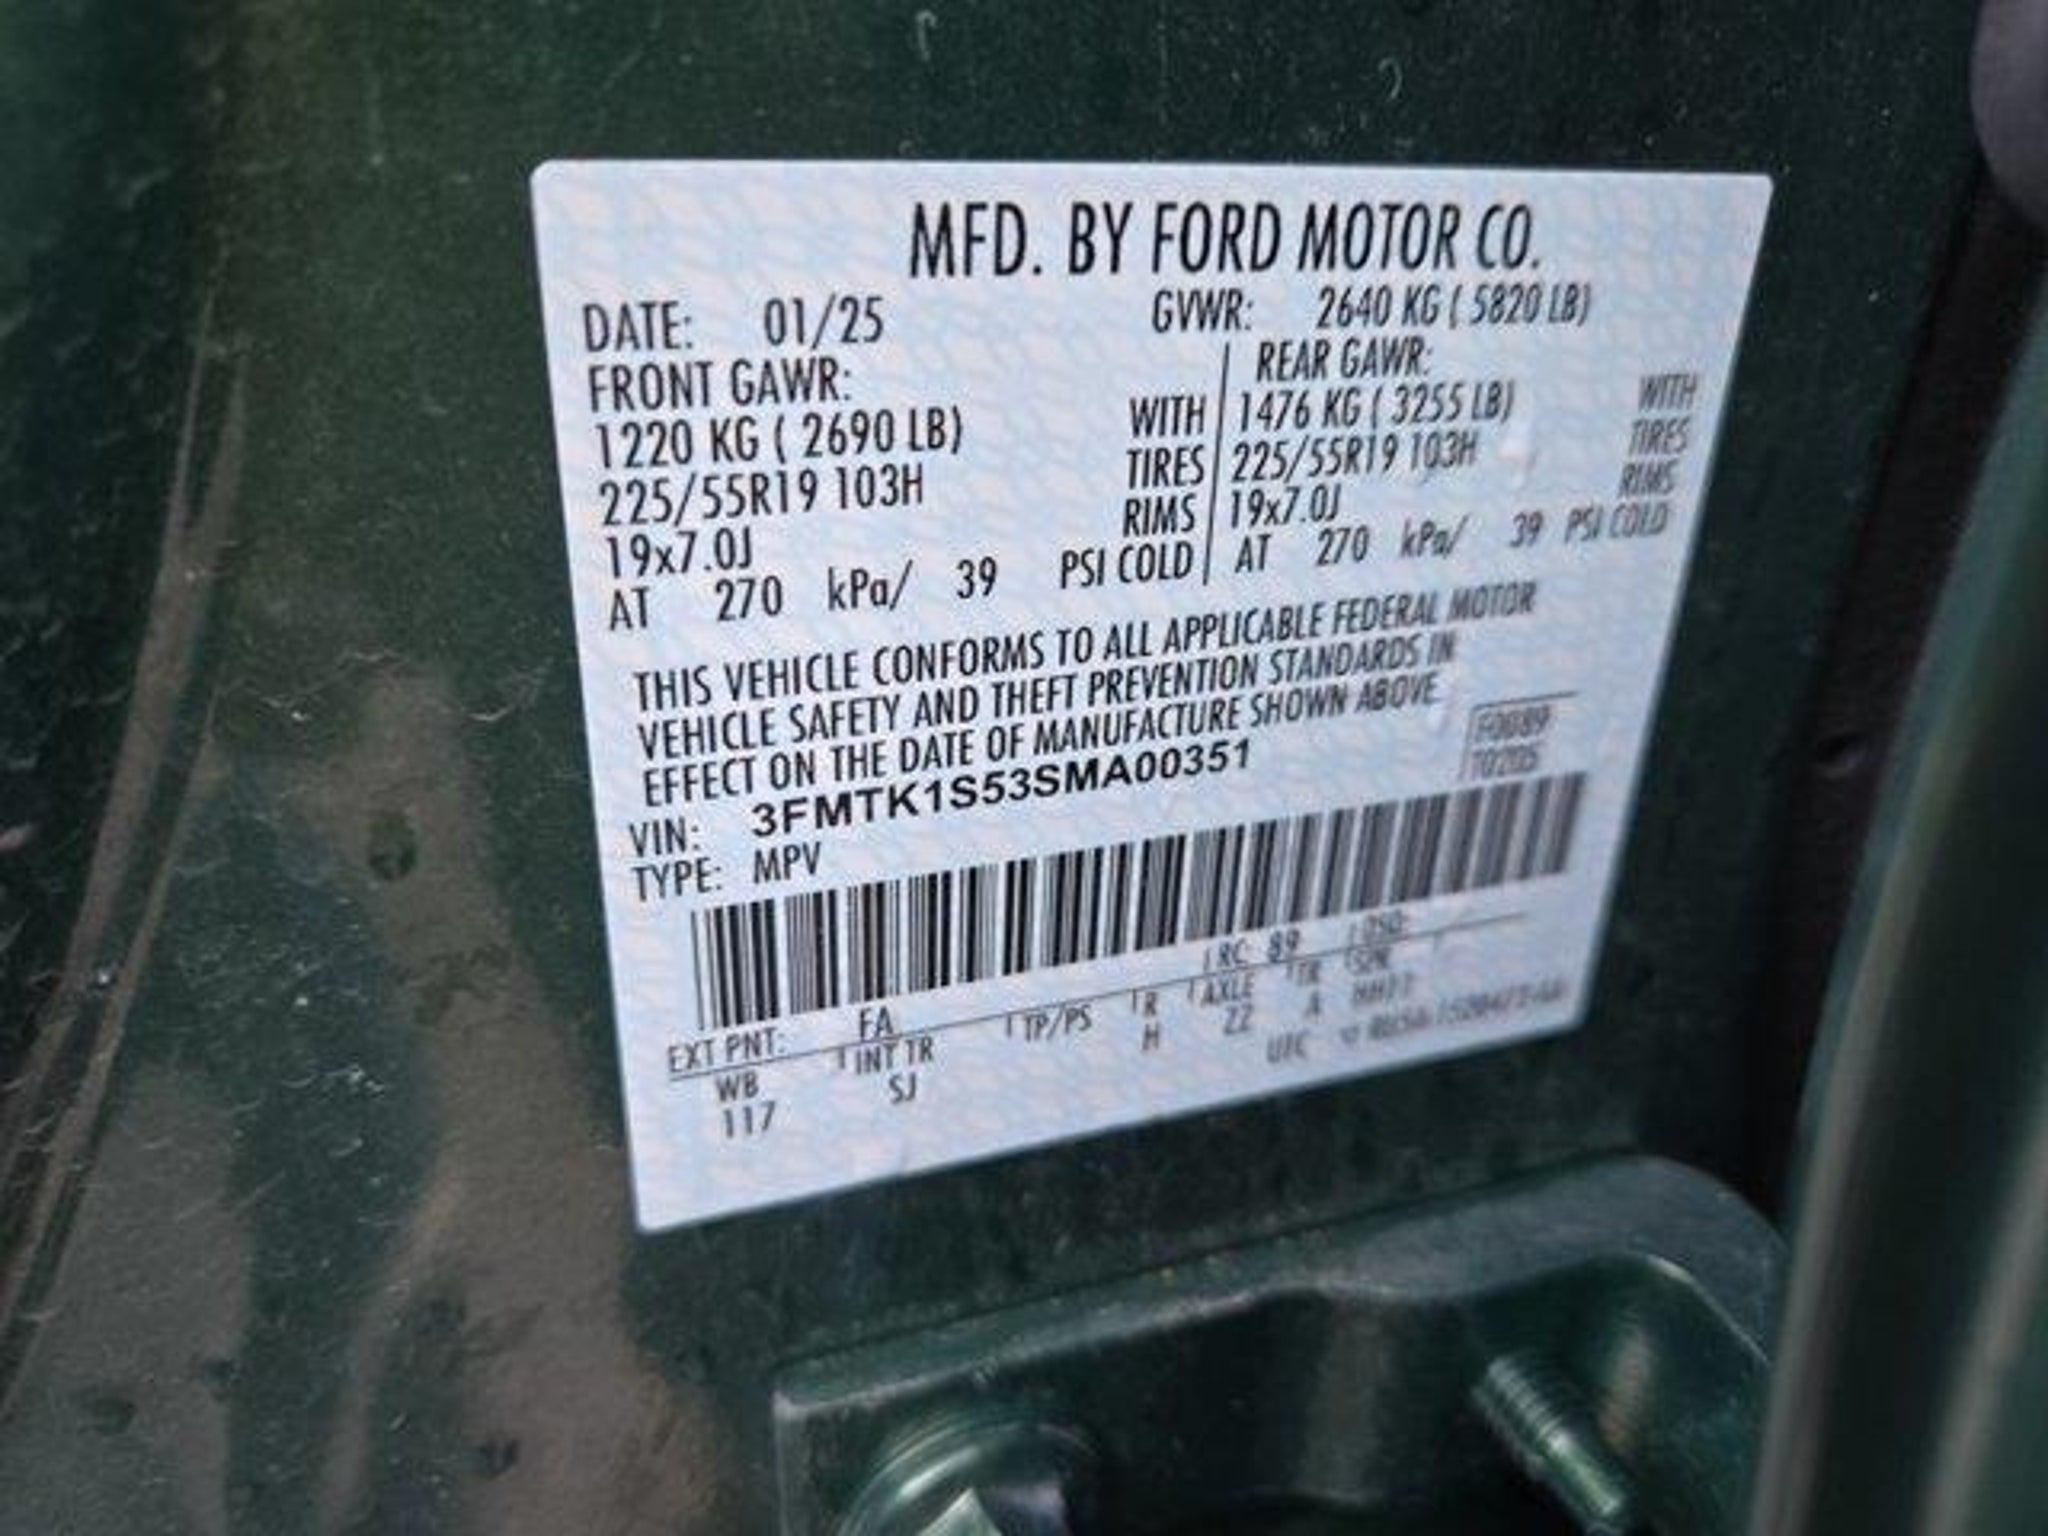 MFD. BY FORD MOTOR CO.
DATE: 01/25 GVWR: 2640 KG ( 5820 LB)
FRONT GAWR: REAR GAWR:
1220 KG ( 2690 LB) WITH 1476 KG ( 3255 LB) WITH
225/55R19 103H TIRES 225/55R19 103H TIRES
19x7.0J RIMS 19x7.0J RIMS
AT 270 kPa/ 39 PSI COLD AT 270 kPa/ 39 PSI COLD
THIS VEHICLE CONFORMS TO ALL APPLICABLE FEDERAL MOTOR
VEHICLE SAFETY AND THEFT PREVENTION STANDARDS IN
EFFECT ON THE DATE OF MANUFACTURE SHOWN ABOVE
F0089
T0205
VIN: 3FMTK1S53SMA00351
TYPE: MPV
EXT PNT: FA RC: 89 DSO:
WB INT TR TP/PS R AXLE TR SPR
117 SJ H ZZ A
UTC